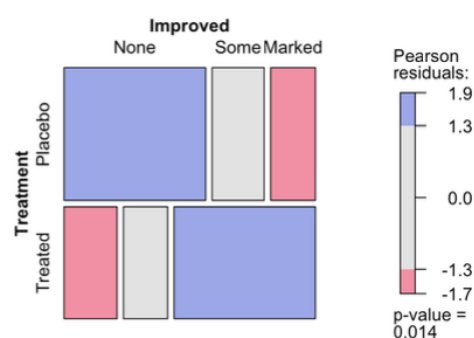 Improved
None Some Marked
Treatment
Placebo
Treated
Pearson
residuals:
1.9
1.3
0.0
-1.3
-1.7
p-value =
0.014